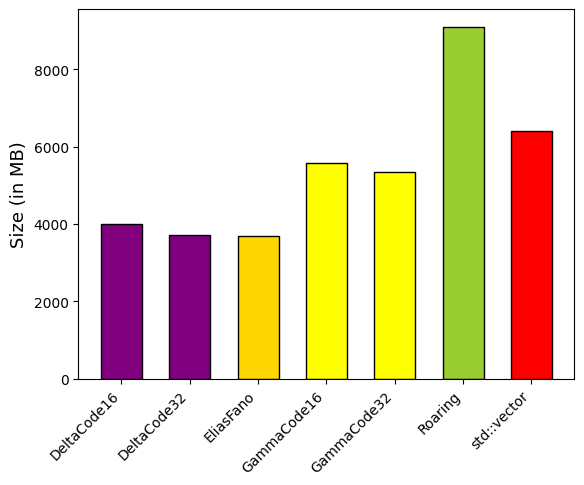 Size (in MB)
8000
6000
4000
2000
0
DeltaCode16
DeltaCode32
EliasFano
GammaCode16
GammaCode32
Roaring
std::vector